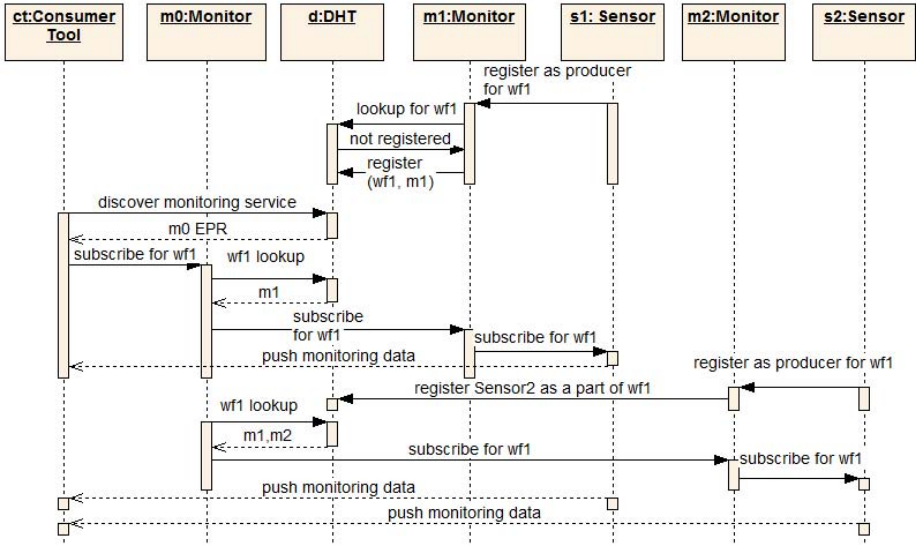 ct:Consumer
Tool
m0:Monitor
d:DHT
m1:Monitor
s1: Sensor
m2:Monitor
s2:Sensor
register as producer
for wf1
lookup for wf1
not registered
register
(wf1, m1)
discover monitoring service
m0 EPR
subscribe for wf1
wf1 lookup
m1
subscribe
for wf1
subscribe for wf1
push monitoring data
register as producer for wf1
register Sensor2 as a part of wf1
wf1 lookup
m1,m2
subscribe for wf1
subscribe for wf1
push monitoring data
push monitoring data